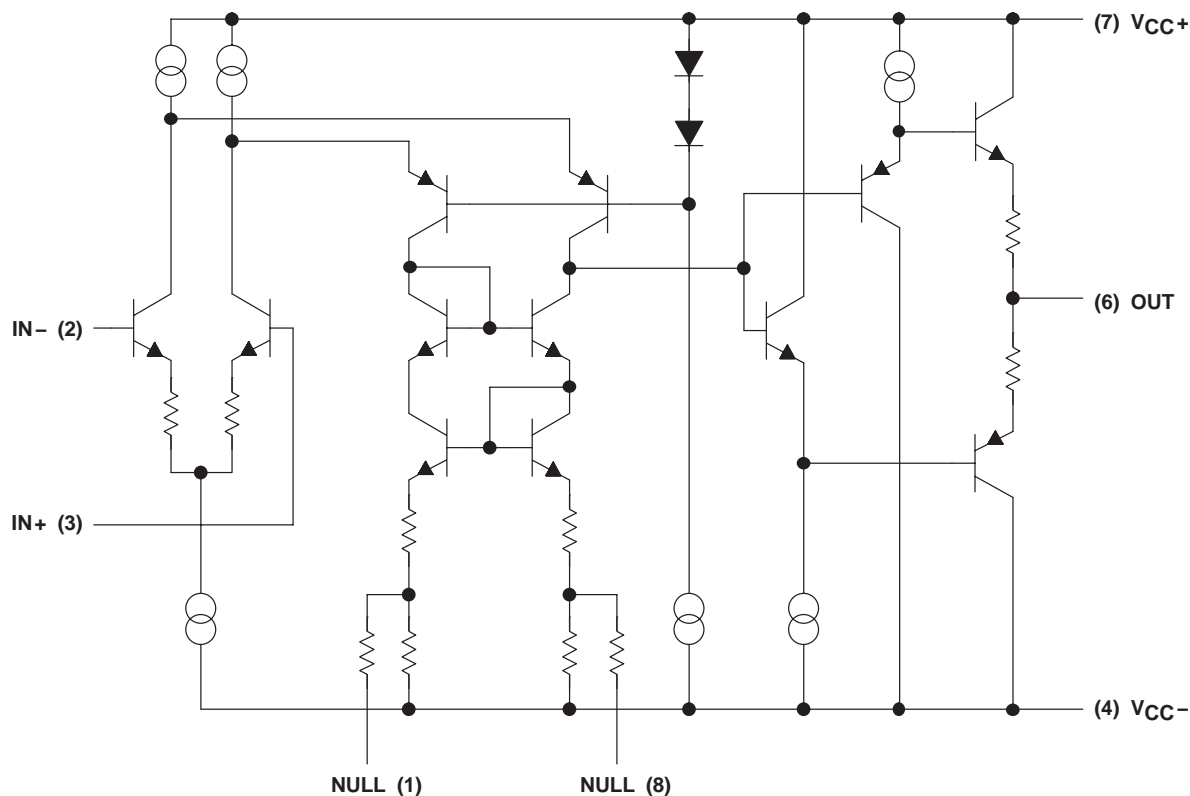 (7) VCC+
IN− (2)
(6) OUT
IN+ (3)
(4) VCC−
NULL (1)
NULL (8)